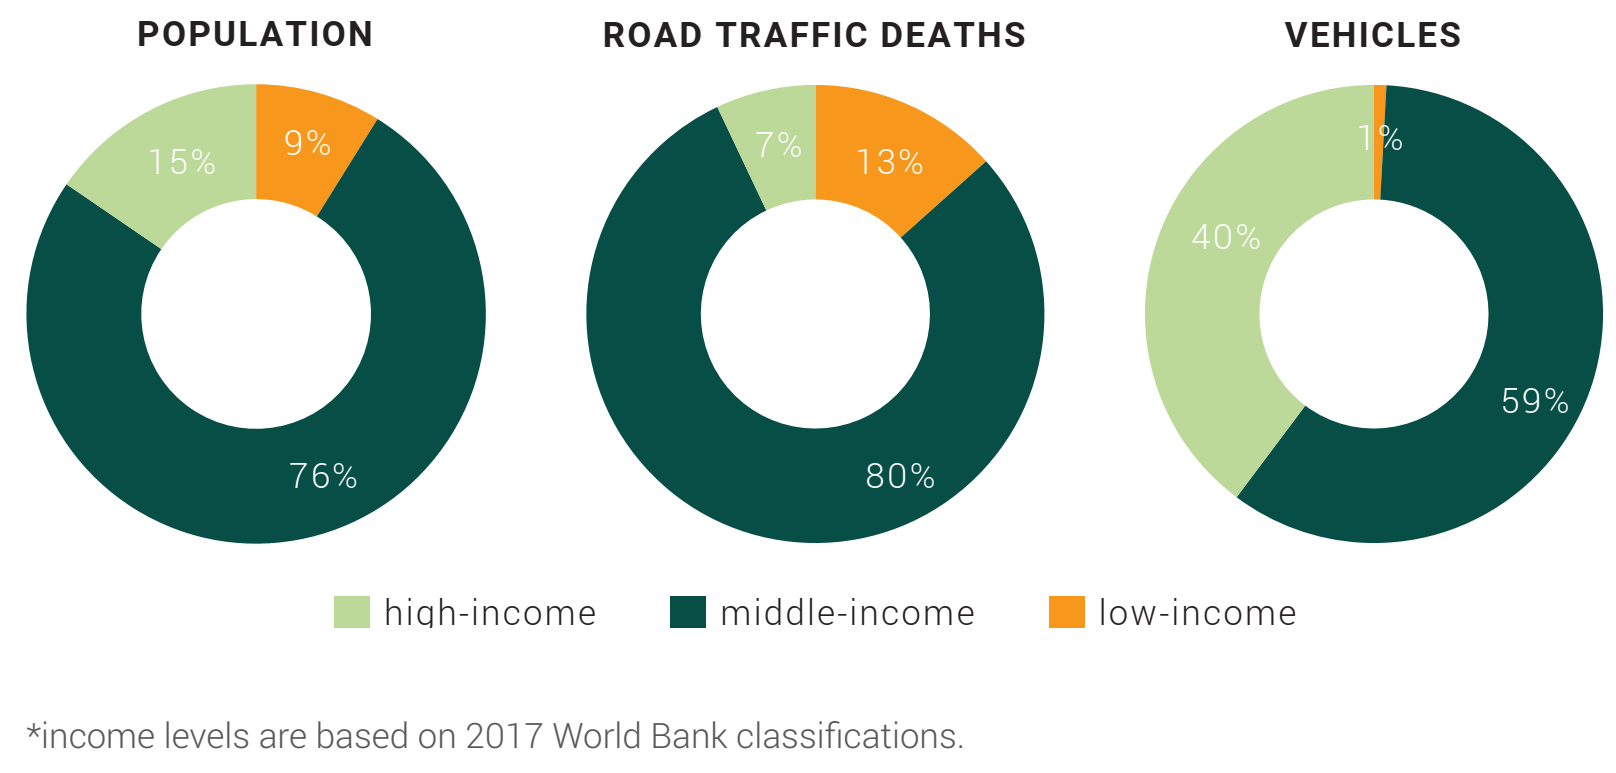 POPULATION
ROAD TRAFFIC DEATHS
VEHICLES
15%
9%
76%
7%
13%
80%
1%
40%
59%
high-income
middle-income
low-income
*income levels are based on 2017 World Bank classifications.